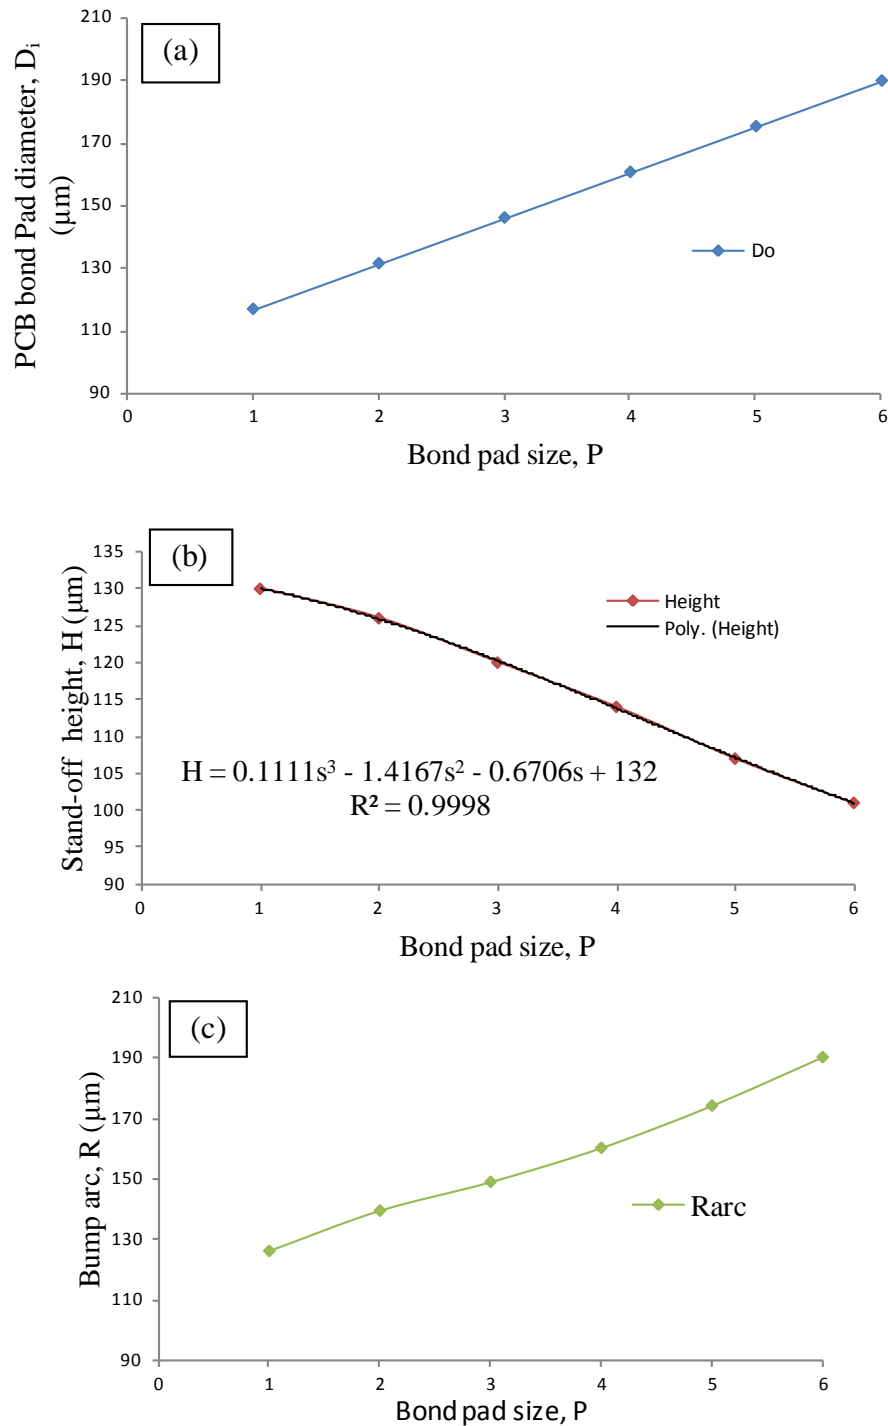 (a)
PCB bond Pad diameter, Dᵢ
(μm)
210
190
170
150
130
110
90
0 1 2 3 4 5 6
Do
Bond pad size, P
(b)
Stand-off height, H (μm)
135
130
125
120
115
110
105
100
95
90
0 1 2 3 4 5 6
Height
Poly. (Height)
H = 0.1111s³ - 1.4167s² - 0.6706s + 132
R² = 0.9998
Bond pad size, P
(c)
Bump arc, R (μm)
210
190
170
150
130
110
90
0 1 2 3 4 5 6
Rarc
Bond pad size, P